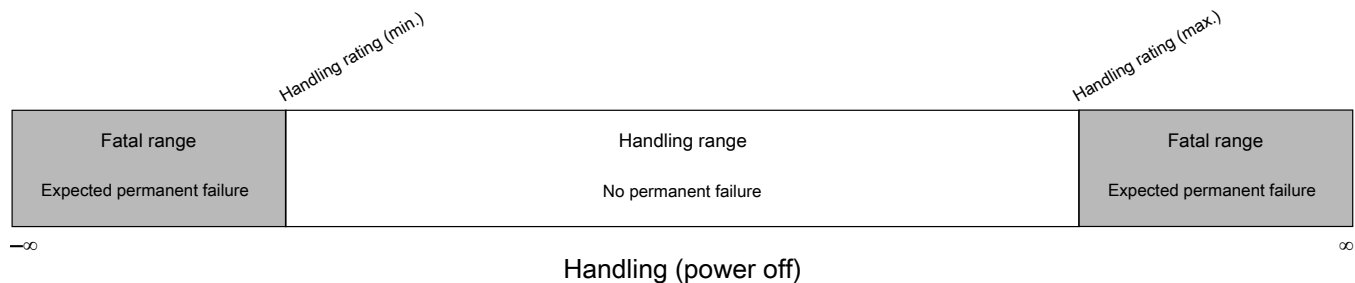 Handling rating (min.)
Handling rating (max.)
Fatal range
Handling range
Fatal range
Expected permanent failure
No permanent failure
Expected permanent failure
–∞
∞
Handling (power off)